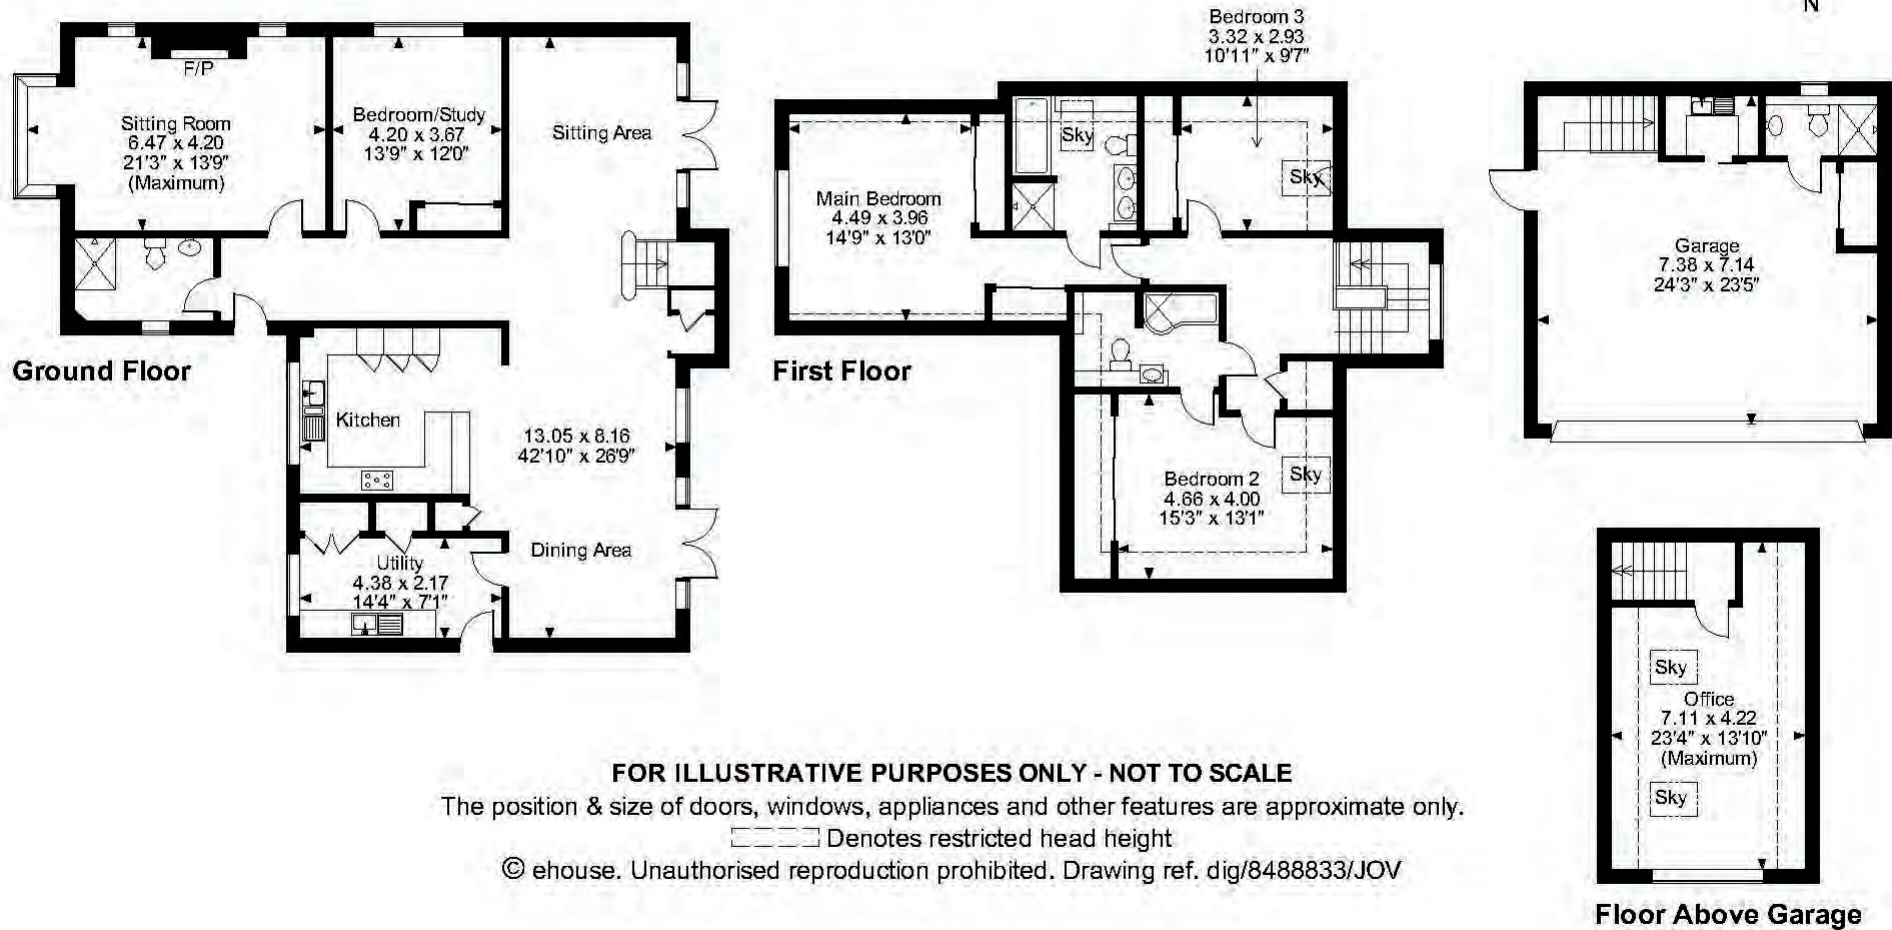 N
F/P
Sitting Room
6.47 x 4.20
21'3" x 13'9"
(Maximum)
Bedroom/Study
4.20 x 3.67
13'9" x 12'0"
Sitting Area
Ground Floor
Kitchen
13.05 x 8.16
42'10" x 26'9"
Utility
4.38 x 2.17
14'4" x 7'1"
Dining Area
Bedroom 3
3.32 x 2.93
10'11" x 9'7"
Sky
Sky
Main Bedroom
4.49 x 3.96
14'9" x 13'0"
First Floor
Bedroom 2
4.66 x 4.00
15'3" x 13'1"
Sky
Garage
7.38 x 7.14
24'3" x 23'5"
Sky
Office
7.11 x 4.22
23'4" x 13'10"
(Maximum)
Sky
Floor Above Garage
FOR ILLUSTRATIVE PURPOSES ONLY - NOT TO SCALE
The position & size of doors, windows, appliances and other features are approximate only.
Denotes restricted head height
© ehouse. Unauthorised reproduction prohibited. Drawing ref. dig/8488833/JOV